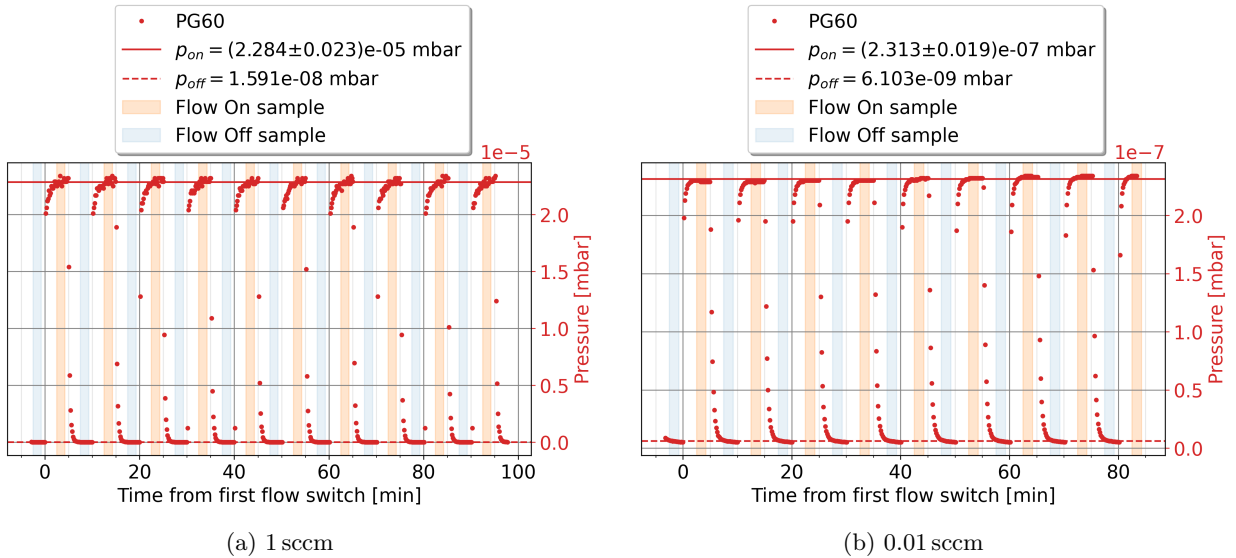 PG60
p_on = (2.284±0.023)e-05 mbar
p_off = 1.591e-08 mbar
Flow On sample
Flow Off sample
1e-5
2.0
1.5
1.0
0.5
0.0
Pressure [mbar]
0 20 40 60 80 100
Time from first flow switch [min]
(a) 1 sccm
PG60
p_on = (2.313±0.019)e-07 mbar
p_off = 6.103e-09 mbar
Flow On sample
Flow Off sample
1e-7
2.0
1.5
1.0
0.5
0.0
Pressure [mbar]
0 20 40 60 80
Time from first flow switch [min]
(b) 0.01 sccm